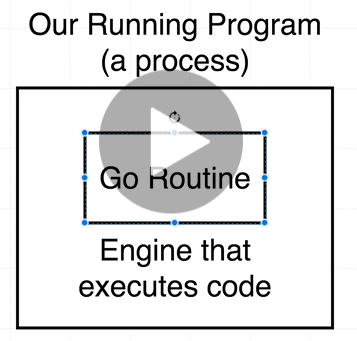 Our Running Program
(a process)
Go Routine
Engine that
executes code